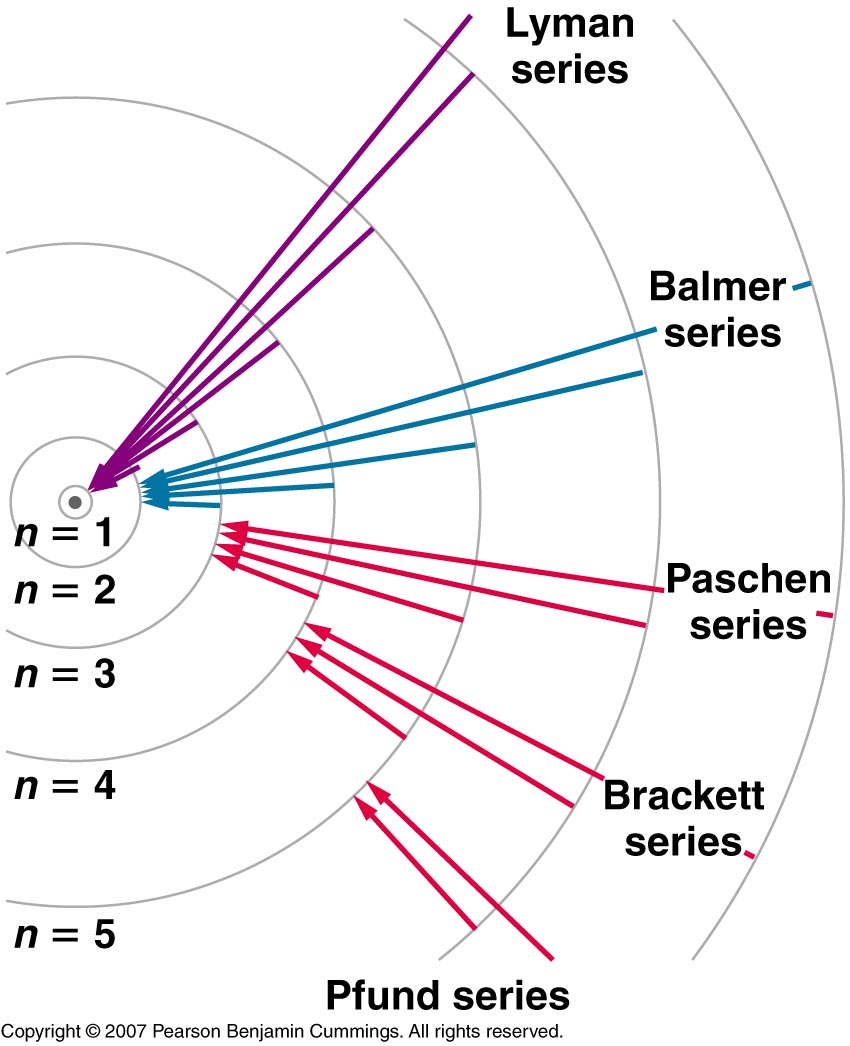 Lyman
series
Balmer
series
n = 1
n = 2
Paschen
series
n = 3
n = 4
Brackett
series
n = 5
Pfund series
Copyright © 2007 Pearson Benjamin Cummings. All rights reserved.